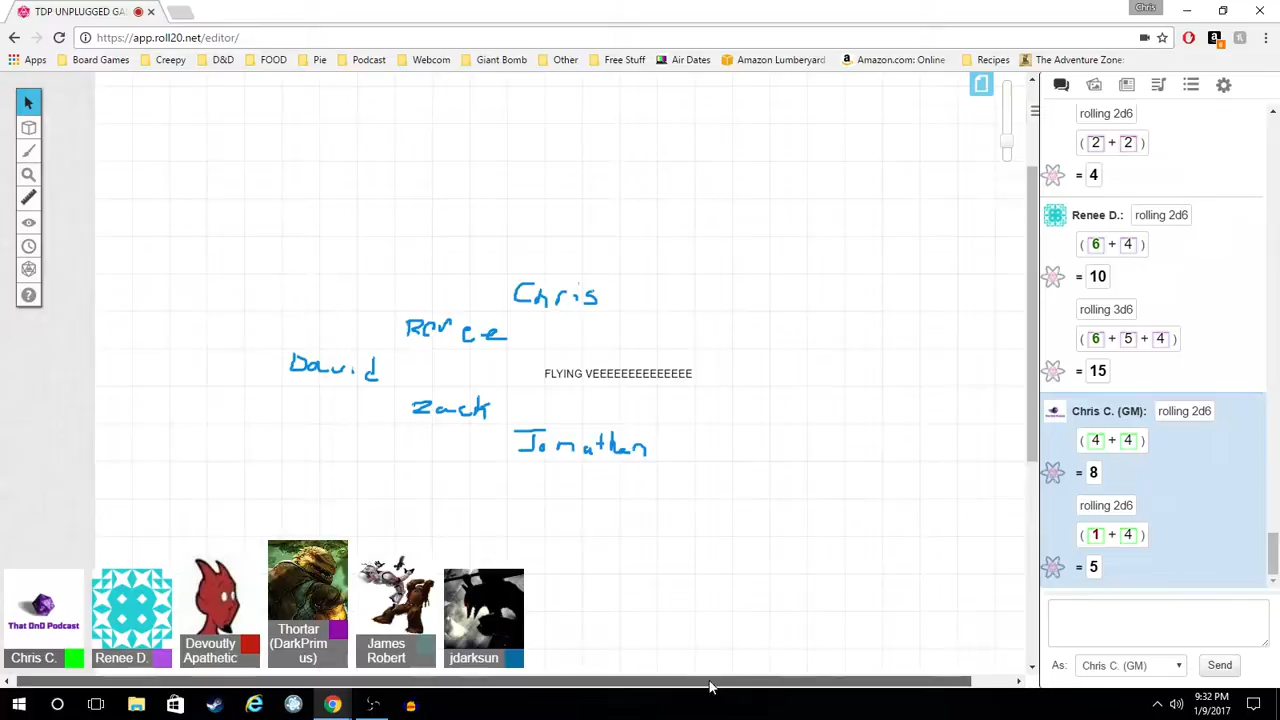 Chris
TDP UNPLUGGED GA
https://app.roll20.net/editor/
Apps Board Games Creepy D&D FOOD Pie Podcast Webcom Giant Bomb Other Free Stuff Air Dates Amazon Lumberyard Amazon.com: Online Recipes The Adventure Zone:
rolling 2d6
( 2 + 2 )
= 4
Renee D.: rolling 2d6
( 6 + 4 )
= 10
rolling 3d6
( 6 + 5 + 4 )
= 15
Chris C. (GM): rolling 2d6
( 4 + 4 )
= 8
rolling 2d6
( 1 + 4 )
= 5
As: Chris C. (GM) Send
Chris
Renee
David
FLYING VEEEEEEEEEEEEEE
Zack
Jonathan
That DnD Podcast
Chris C.
Renee D.
Devoutly
Apathetic
Thortar
(DarkPrim
us)
James
Robert
jdarksun
9:32 PM
1/9/2017